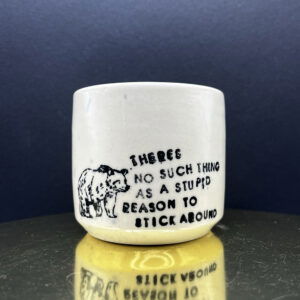 THERES
NO SUCH THING
AS A STUPID
REASON TO
STICK AROUND